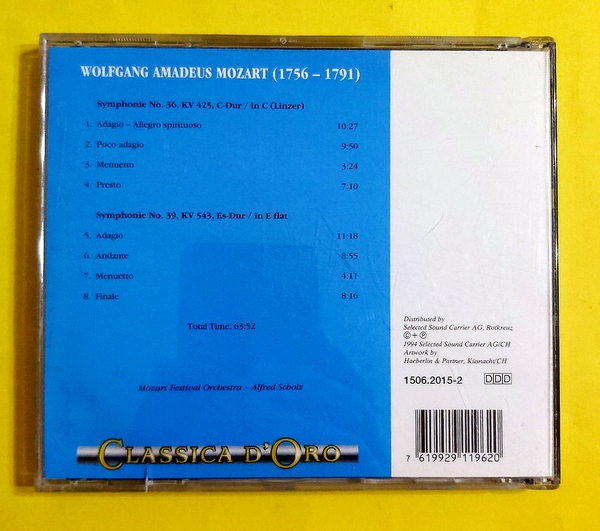 WOLFGANG AMADEUS MOZART (1756 – 1791)
Symphonie No. 36, KV 425, C-Dur / in C (Linzer)
1. Adagio – Allegro spirituoso 10:27
2. Poco adagio 9:50
3. Menuetto 3:24
4. Presto 7:10
Symphonie No. 39, KV 543, Es-Dur / in E flat
5. Adagio 11:18
6. Andante 8:55
7. Menuetto 4:11
8. Finale 8:16
Total Time: 63:52
Mozart Festival Orchestra – Alfred Scholz
CLASSICA D'ORO
Distributed by
Selected Sound Carrier AG, Rotkreuz
Ⓒ + Ⓟ
1994 Selected Sound Carrier AG/CH
Artwork by
Haeberlin & Partner, Küsnacht/CH
1506.2015-2 DDD
7 619929 119620